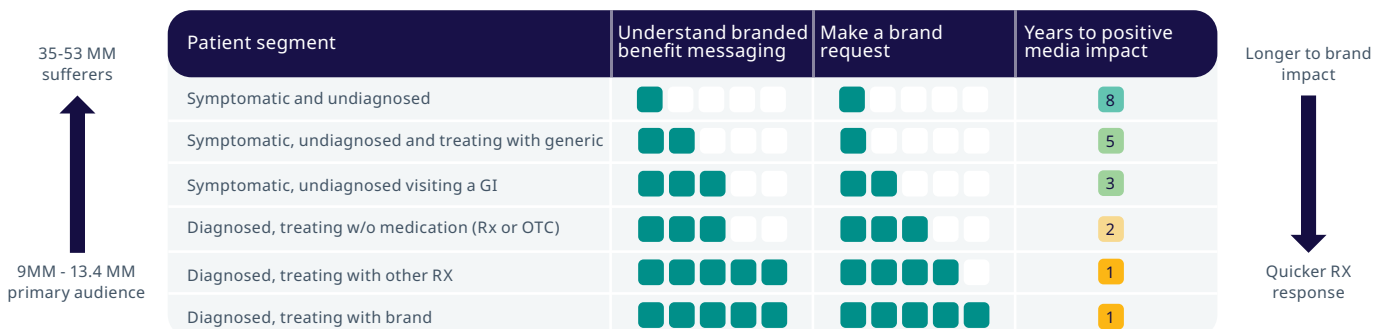 Patient segment
Understand branded
benefit messaging
Make a brand
request
Years to positive
media impact
35-53 MM
sufferers
Longer to brand
impact
Symptomatic and undiagnosed
8
Symptomatic, undiagnosed and treating with generic
5
Symptomatic, undiagnosed visiting a GI
3
Diagnosed, treating w/o medication (Rx or OTC)
2
9MM - 13.4 MM
primary audience
Diagnosed, treating with other RX
1
Quicker RX
response
Diagnosed, treating with brand
1